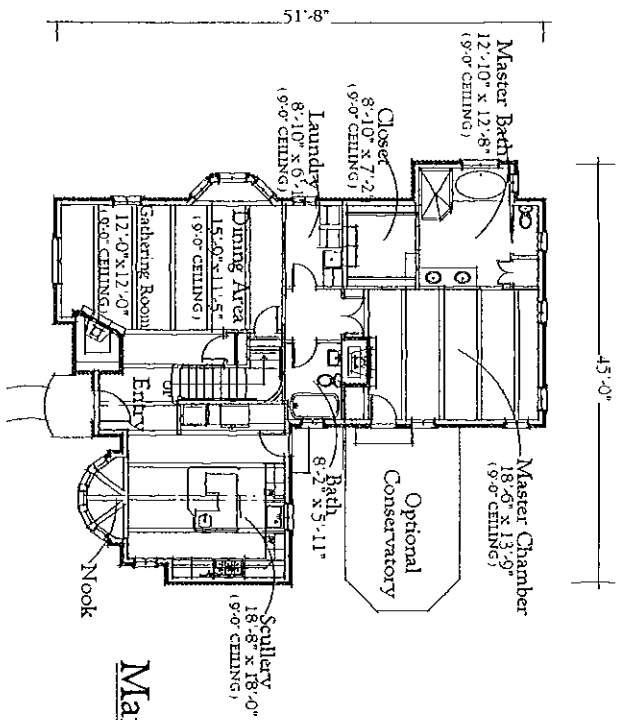 51'-8"
45'-0"
Master Bath
12'-10" x 12'-8"
(9'-0" CEILING)
Closet
8'-10" x 7'-2"
(9'-0" CEILING)
Laundry
8'-10" x 6'-1
(9'-0" CEILING)
Dining Area
15'-9" x 11'-5"
(9'-0" CEILING)
Gathering Room
12'-0" x 12'-0"
(9'-0" CEILING)
Entry
Master Chamber
18'-6" x 13'-9"
(9'-0" CEILING)
Optional
Conservatory
Bath
8'-2" x 5'-11"
Scullery
18'-8" x 18'-0"
(9'-0" CEILING)
Nook